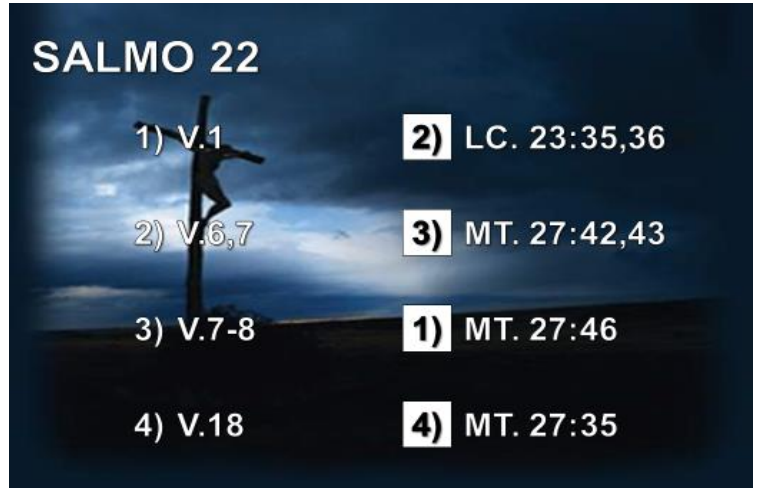 SALMO 22
1) V.1 2) LC. 23:35,36
2) V.6,7 3) MT. 27:42,43
3) V.7-8 1) MT. 27:46
4) V.18 4) MT. 27:35